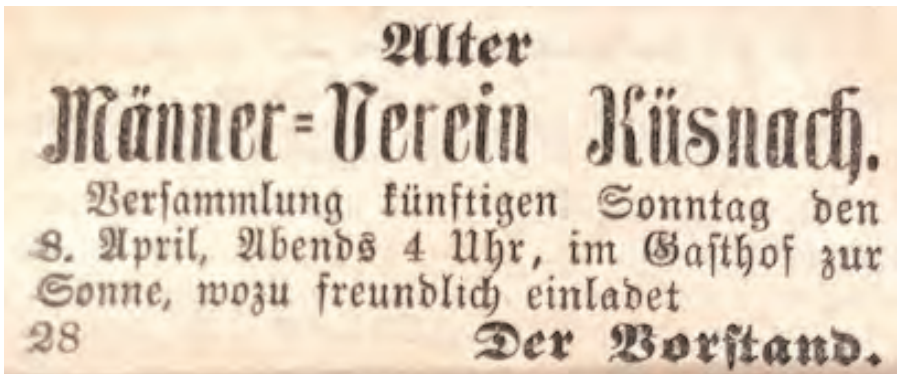 Alter
Männer-Verein Küsnach.
Versammlung künftigen Sonntag den
8. April, Abends 4 Uhr, im Gasthof zur
Sonne, wozu freundlich einladet
28 Der Vorstand.